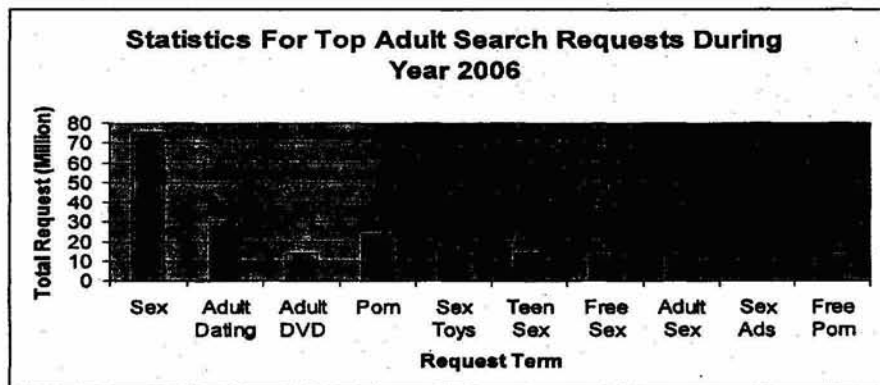 Statistics For Top Adult Search Requests During
Year 2006
Total Request (Million)
80
70
60
50
40
30
20
10
0
Sex
Adult
Dating
Adult
DVD
Porn
Sex
Toys
Teen
Sex
Free
Sex
Adult
Sex
Sex
Ads
Free
Porn
Request Term